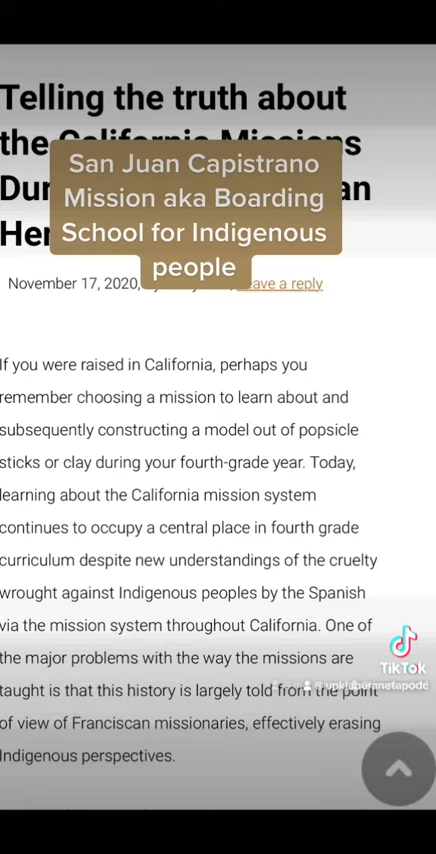 Telling the truth about
the California Missions
San Juan Capistrano
Mission aka Boarding
School for Indigenous
people
November 17, 2020,
Leave a reply
If you were raised in California, perhaps you
remember choosing a mission to learn about and
subsequently constructing a model out of popsicle
sticks or clay during your fourth-grade year. Today,
learning about the California mission system
continues to occupy a central place in fourth grade
curriculum despite new understandings of the cruelty
wrought against Indigenous peoples by the Spanish
via the mission system throughout California. One of
the major problems with the way the missions are
taught is that this history is largely told from the point
of view of Franciscan missionaries, effectively erasing
Indigenous perspectives.
TikTok